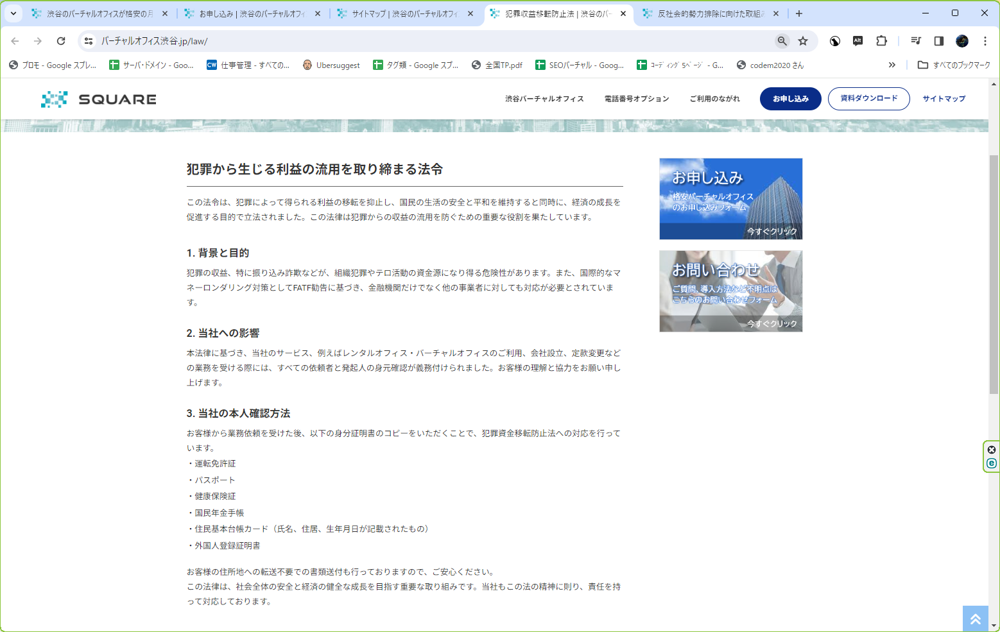 渋谷のバーチャルオフィスが格安の月
お申し込み | 渋谷のバーチャルオフィ
サイトマップ | 渋谷のバーチャルオフィ
犯罪収益移転防止法 | 渋谷のバー
反社会的勢力排除に向けた取組み
バーチャルオフィス渋谷.jp/law/
Alt
プロモ - Google スプレ...
サーバ・ドメイン - Goo...
CW 仕事管理 - すべての...
Ubersuggest
タグ類 - Google スプ...
全国TP.pdf
SEOバーチャル - Goog...
コーディング 5ページ - G...
codem2020 さん
すべてのブックマーク
SQUARE
渋谷バーチャルオフィス
電話番号オプション
ご利用のながれ
お申し込み
資料ダウンロード
サイトマップ
犯罪から生じる利益の流用を取り締まる法令
この法令は、犯罪によって得られる利益の移転を抑止し、国民の生活の安全と平和を維持すると同時に、経済の成長を
促進する目的で立法されました。この法律は犯罪からの収益の流用を防ぐための重要な役割を果たしています。
1. 背景と目的
犯罪の収益、特に振り込み詐欺などが、組織犯罪やテロ活動の資金源になり得る危険性があります。また、国際的なマ
ネーロンダリング対策としてFATF勧告に基づき、金融機関だけでなく他の事業者に対しても対応が必要とされていま
す。
2. 当社への影響
本法律に基づき、当社のサービス、例えばレンタルオフィス・バーチャルオフィスのご利用、会社設立、定款変更など
の業務を受ける際には、すべての依頼者と発起人の身元確認が義務付けられました。お客様の理解と協力をお願い申し
上げます。
3. 当社の本人確認方法
お客様から業務依頼を受けた後、以下の身分証明書のコピーをいただくことで、犯罪資金移転防止法への対応を行って
います。
・運転免許証
・パスポート
・健康保険証
・国民年金手帳
・住民基本台帳カード（氏名、住居、生年月日が記載されたもの）
・外国人登録証明書
お客様の住所地への転送不要での書類送付も行っておりますので、ご安心ください。
この法律は、社会全体の安全と経済の健全な成長を目指す重要な取り組みです。当社もこの法の精神に則り、責任を持
って対応しております。
お申し込み
格安バーチャルオフィス
のお申し込みフォーム
今すぐクリック
お問い合わせ
ご質問、導入方法など不明点は
こちらのお問い合わせフォーム
今すぐクリック